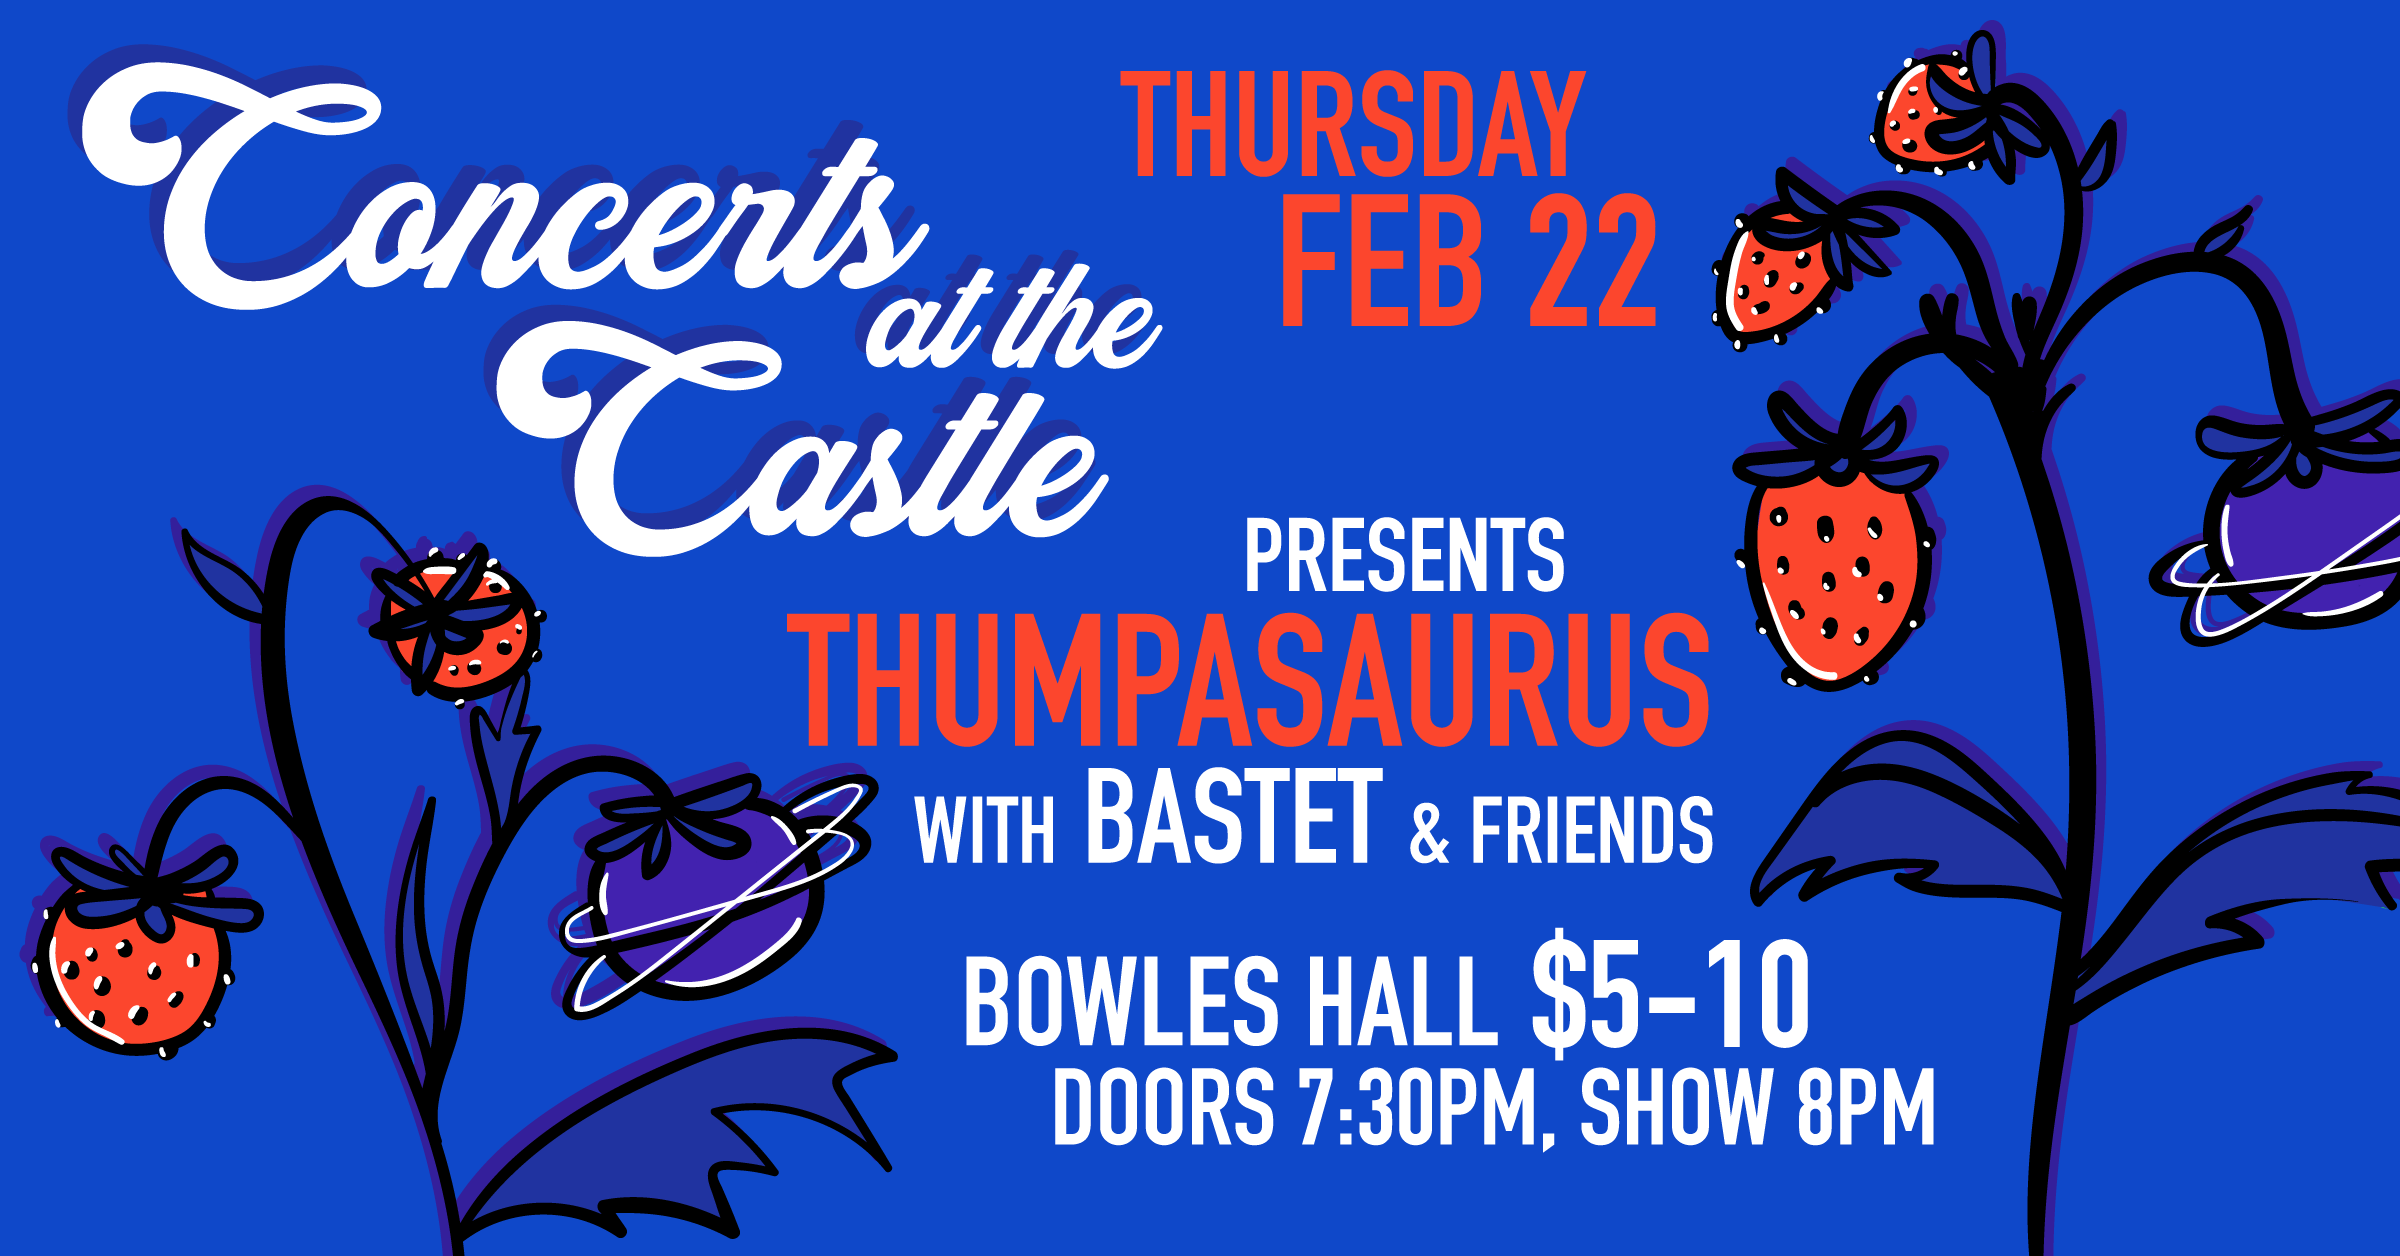 Concerts
at the
Castle
THURSDAY
FEB 22
PRESENTS
THUMPASAURUS
WITH BASTET & FRIENDS
BOWLES HALL $5-10
DOORS 7:30PM, SHOW 8PM